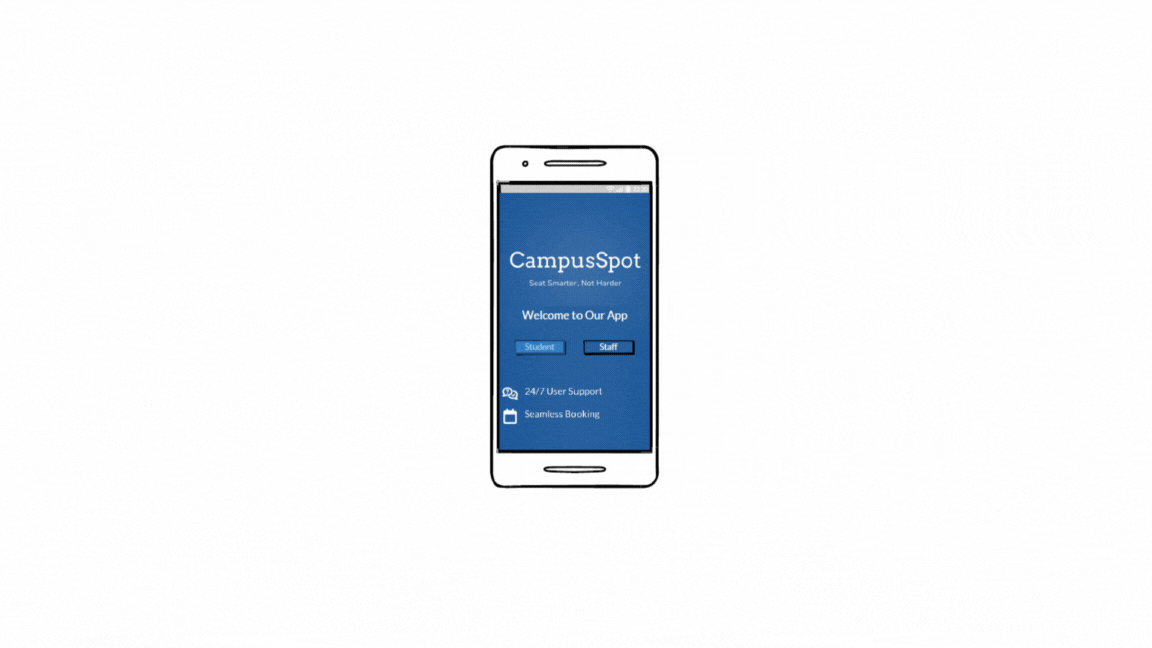 CampusSpot
Seat Smarter, Not Harder
Welcome to Our App
Student Staff
24/7 User Support
Seamless Booking